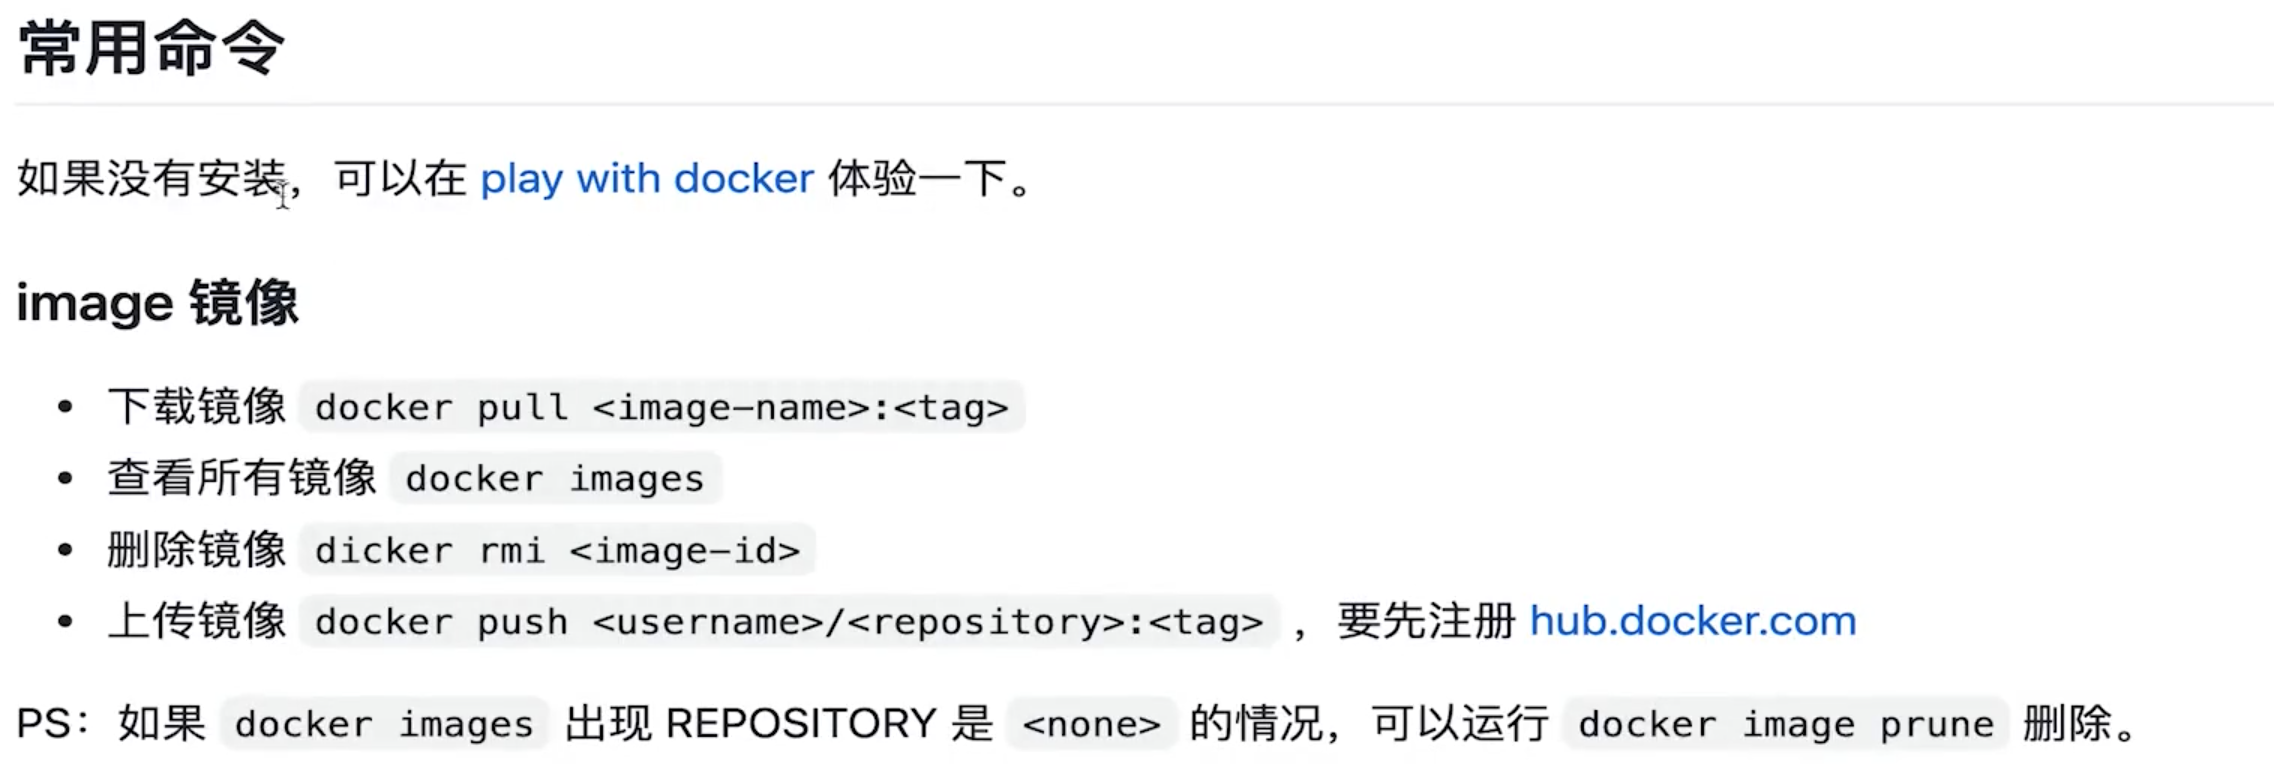 常用命令
如果没有安装，可以在 play with docker 体验一下。
image 镜像
• 下载镜像 docker pull <image-name>:<tag>
• 查看所有镜像 docker images
• 删除镜像 dicker rmi <image-id>
• 上传镜像 docker push <username>/<repository>:<tag> ，要先注册 hub.docker.com
PS：如果 docker images 出现 REPOSITORY 是 <none> 的情况，可以运行 docker image prune 删除。